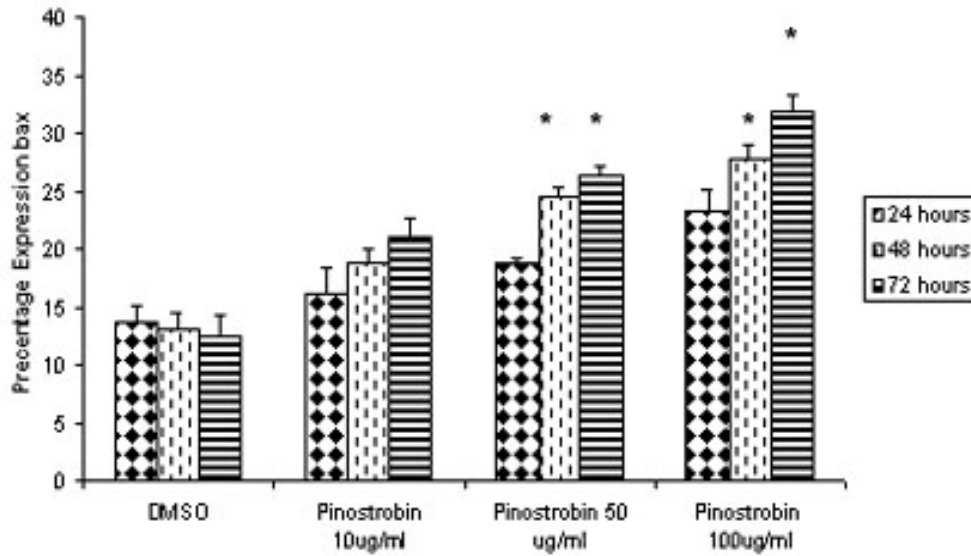 40
35
30
25
20
15
10
5
0
Precentage Expression bax
*
*
*
*
DMSO
Pinostrobin
10ug/ml
Pinostrobin 50
ug/ml
Pinostrobin
100ug/ml
24 hours
48 hours
72 hours